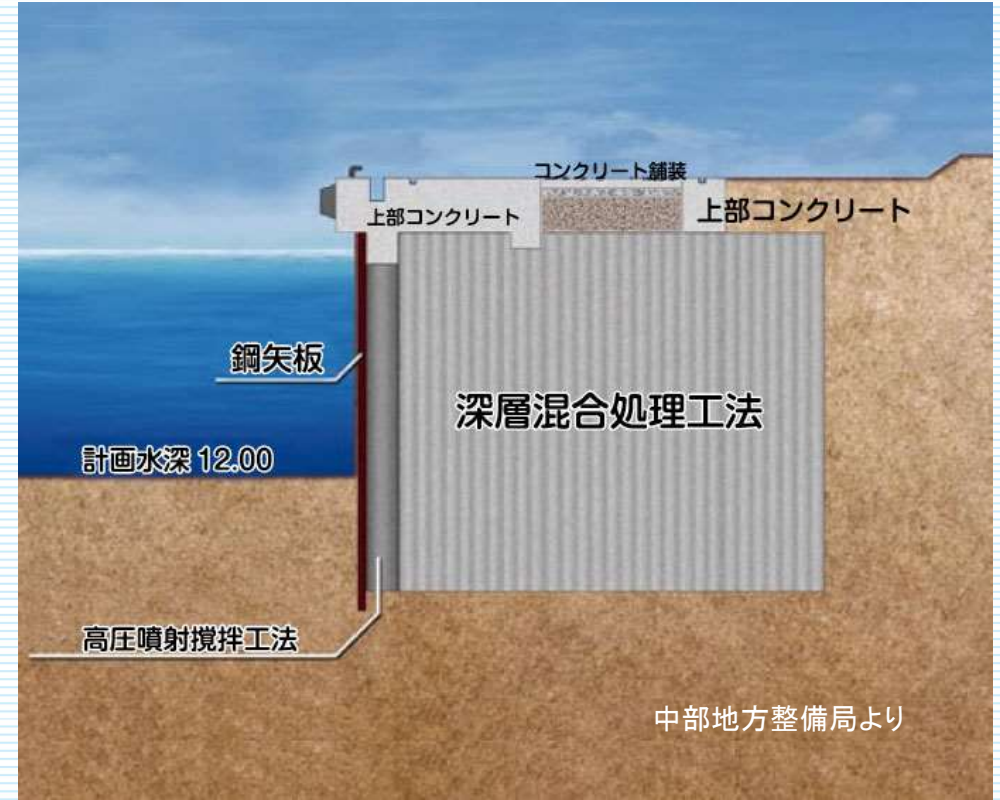 コンクリート舗装
上部コンクリート
上部コンクリート
鋼矢板
深層混合処理工法
計画水深 12.00
高圧噴射撹拌工法
中部地方整備局より